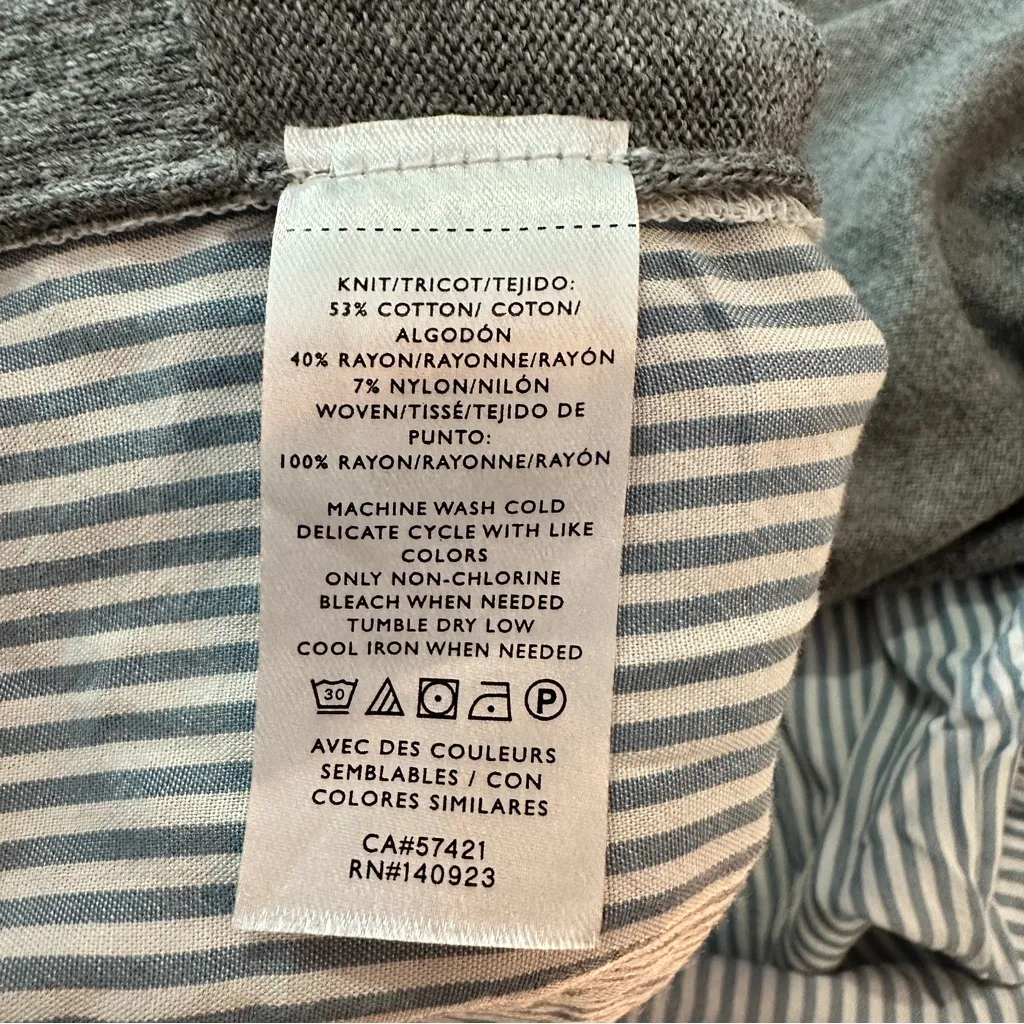 KNIT/TRICOT/TEJIDO:
53% COTTON/ COTON/
ALGODÓN
40% RAYON/RAYONNE/RAYÓN
7% NYLON/NILÓN
WOVEN/TISSÉ/TEJIDO DE
PUNTO:
100% RAYON/RAYONNE/RAYÓN
MACHINE WASH COLD
DELICATE CYCLE WITH LIKE
COLORS
ONLY NON-CHLORINE
BLEACH WHEN NEEDED
TUMBLE DRY LOW
COOL IRON WHEN NEEDED
30 P
AVEC DES COULEURS
SEMBLABLES / CON
COLORES SIMILARES
CA#57421
RN#140923